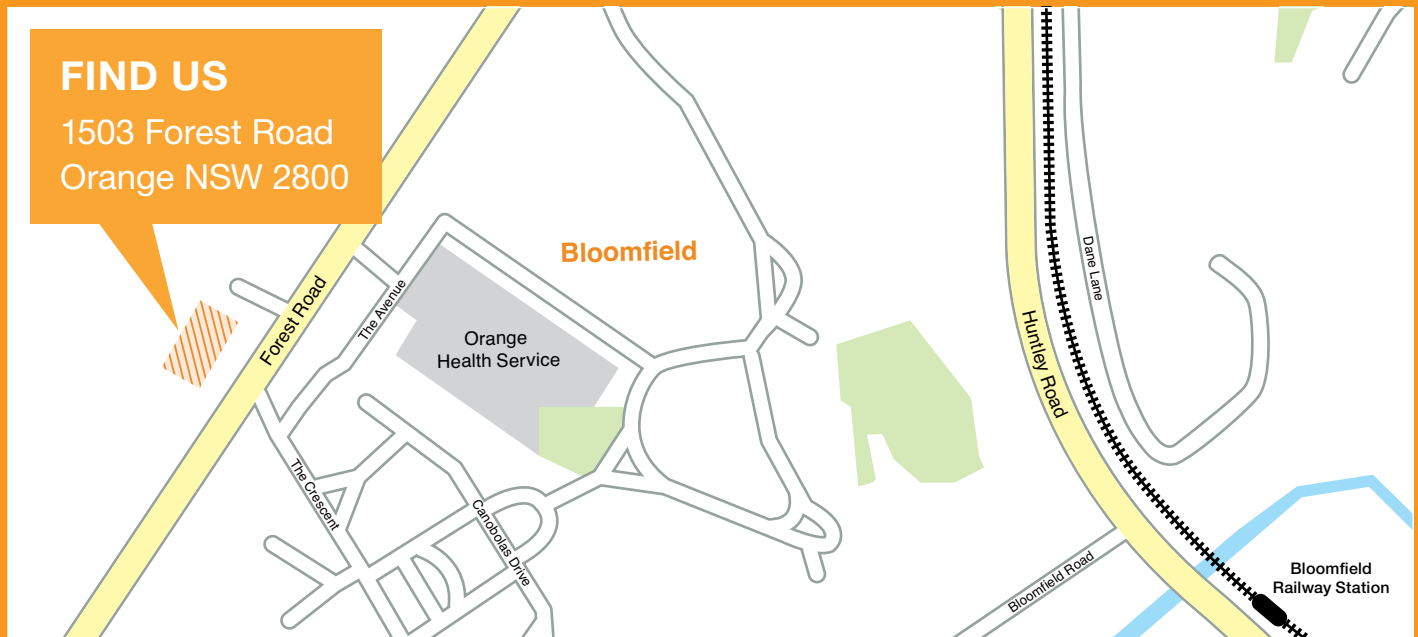 FIND US
1503 Forest Road
Orange NSW 2800
Bloomfield
Forest Road
The Avenue
Orange
Health Service
The Crescent
Canobolas Drive
Huntley Road
Dane Lane
Bloomfield Road
Bloomfield
Railway Station